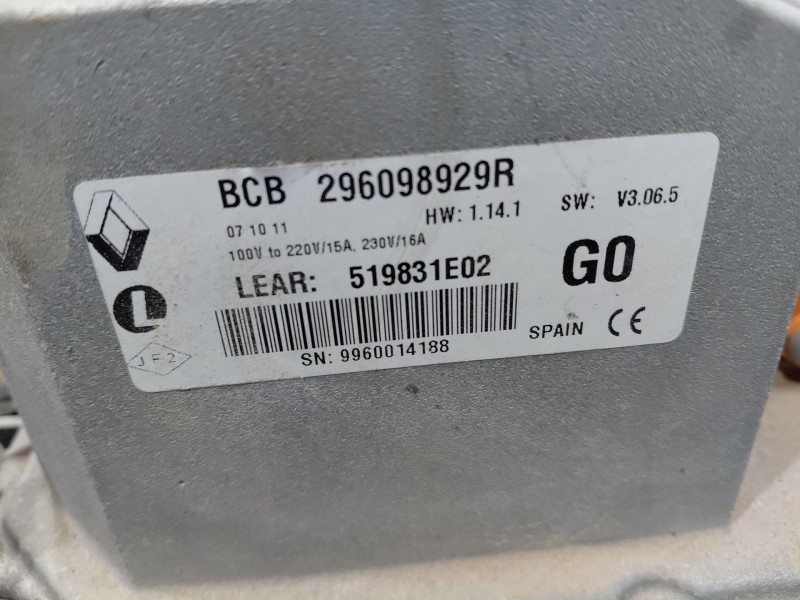 BCB 296098929R
07 10 11 HW: 1.14.1 SW: V3.06.5
100V to 220V/15A, 230V/16A
LEAR: 519831E02 G0
L
SN: 9960014188 SPAIN CE
JF2